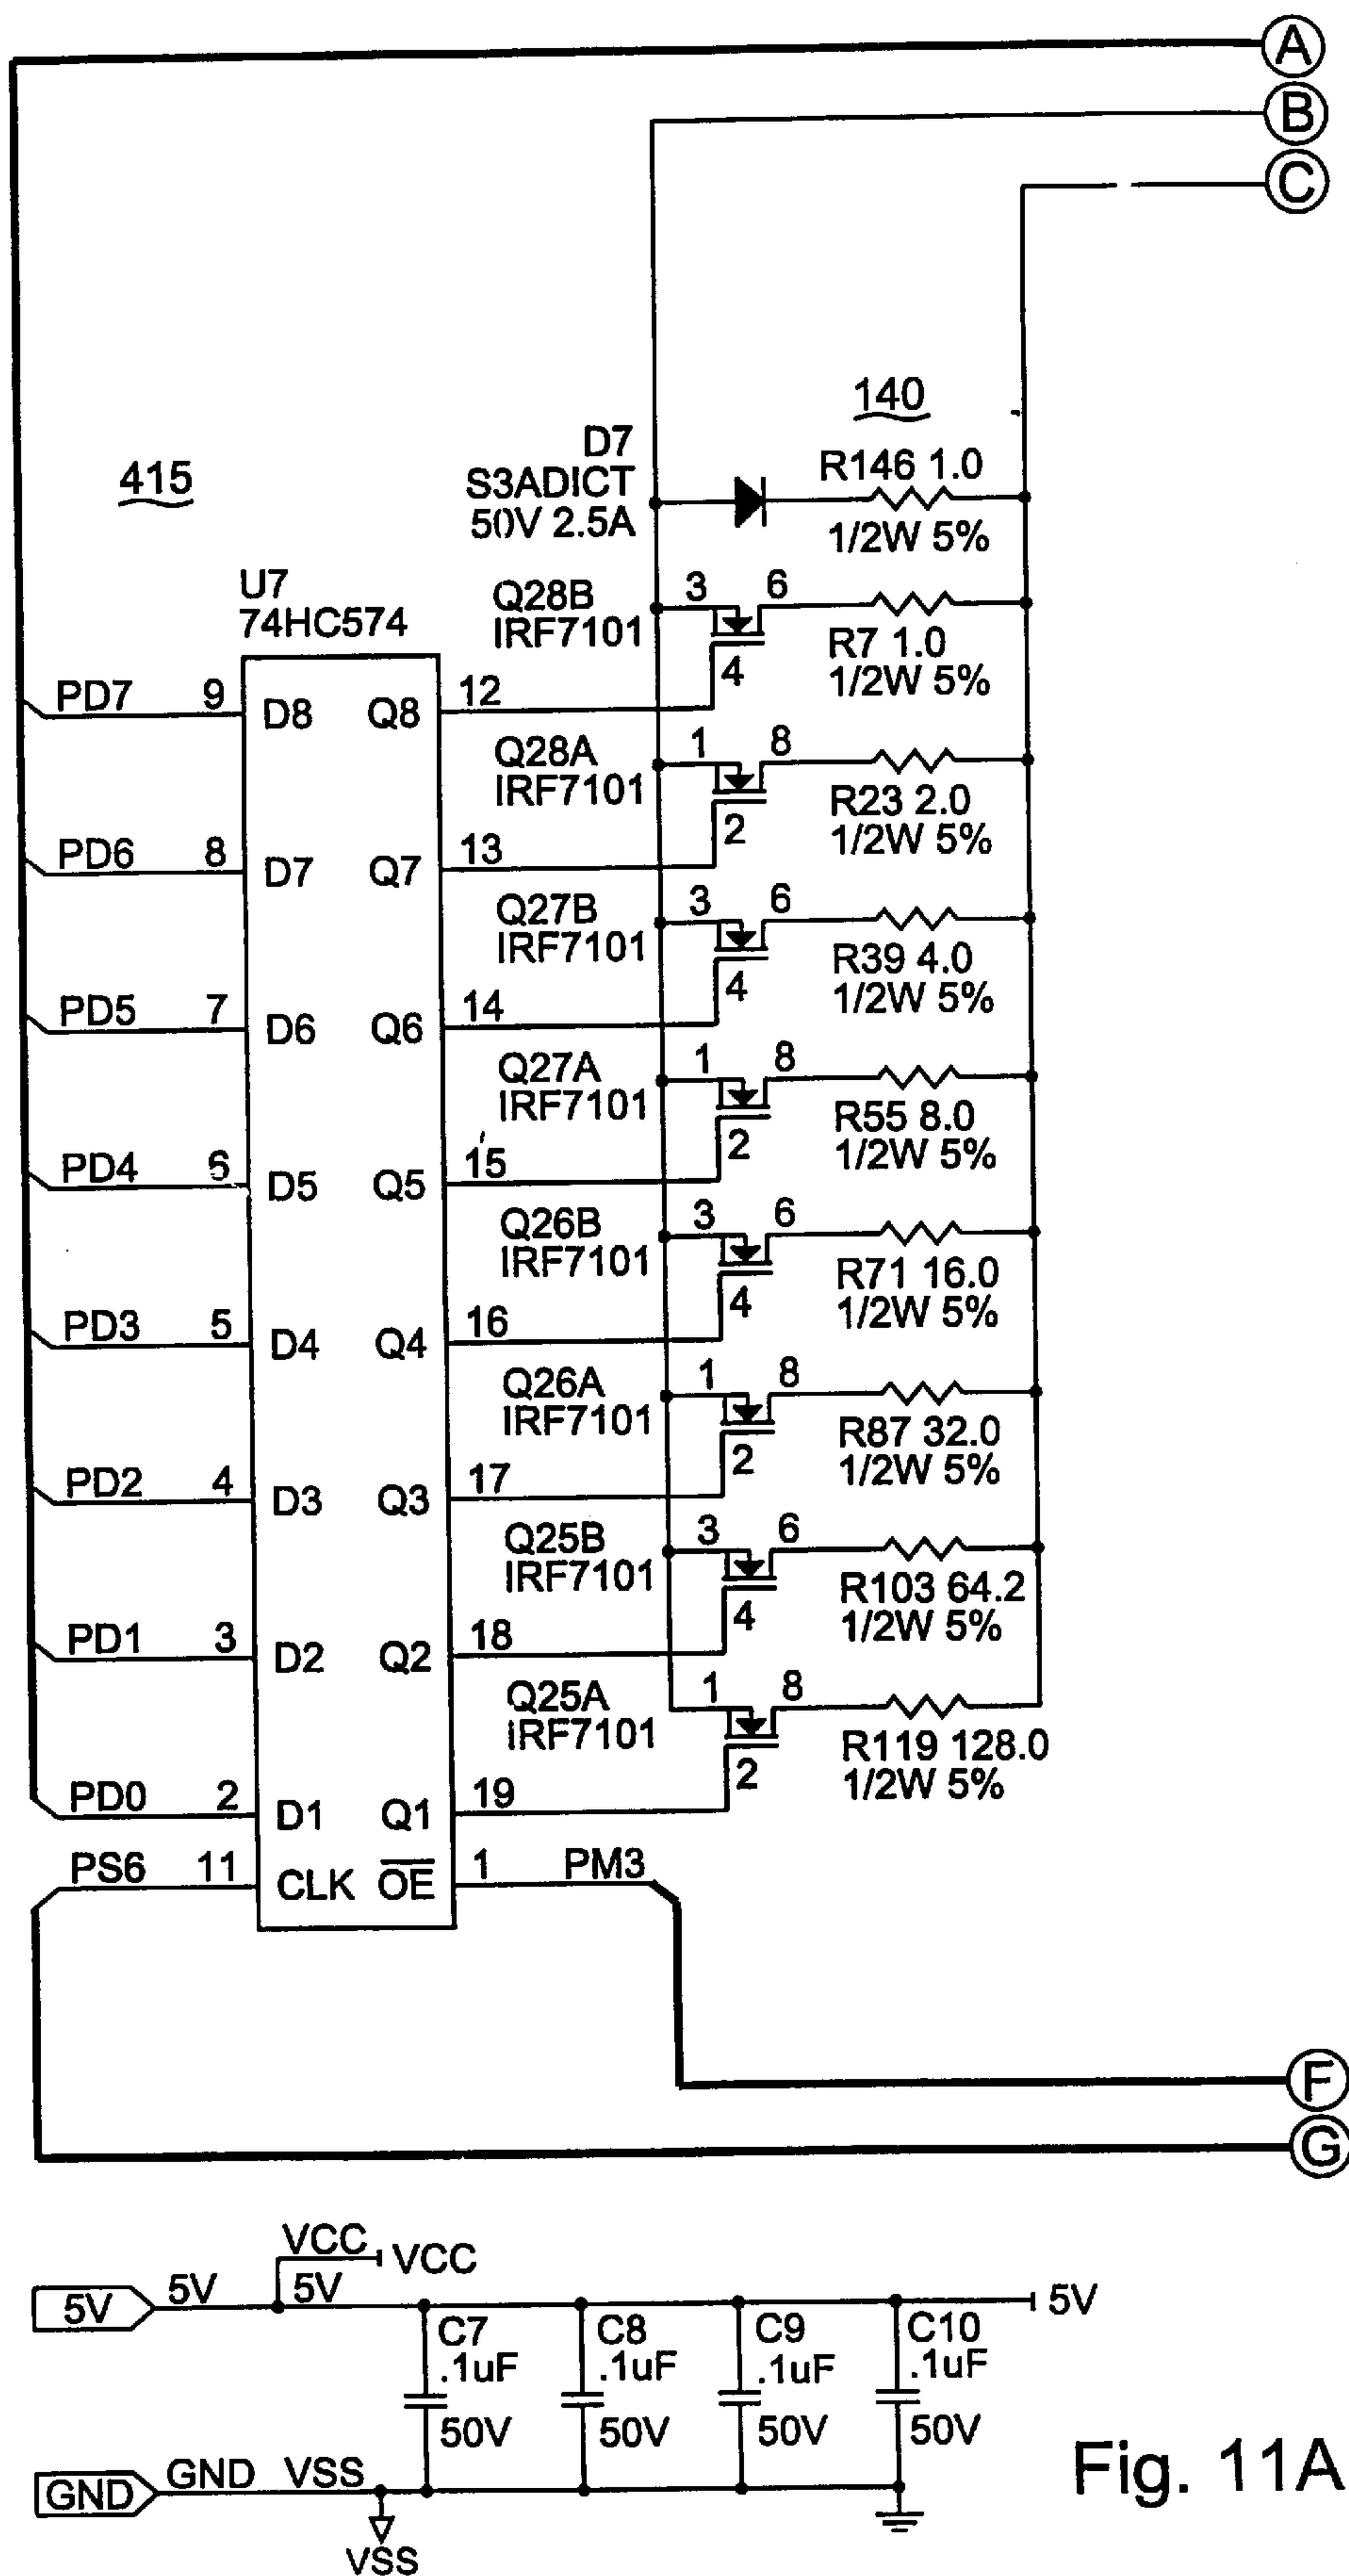 A
B
C
140
D7
S3ADICT
50V 2.5A
R146 1.0
1/2W 5%
415
U7
74HC574
Q28B
IRF7101
3
6
4
R7 1.0
1/2W 5%
PD7
9
D8
Q8
12
Q28A
IRF7101
1
8
2
R23 2.0
1/2W 5%
PD6
8
D7
Q7
13
Q27B
IRF7101
3
6
4
R39 4.0
1/2W 5%
PD5
7
D6
Q6
14
Q27A
IRF7101
1
8
2
R55 8.0
1/2W 5%
PD4
6
D5
Q5
15
Q26B
IRF7101
3
6
4
R71 16.0
1/2W 5%
PD3
5
D4
Q4
16
Q26A
IRF7101
1
8
2
R87 32.0
1/2W 5%
PD2
4
D3
Q3
17
Q25B
IRF7101
3
6
4
R103 64.2
1/2W 5%
PD1
3
D2
Q2
18
Q25A
IRF7101
1
8
2
R119 128.0
1/2W 5%
PD0
2
D1
Q1
19
PS6
11
CLK
OE
1
PM3
F
G
VCC
VCC
5V
5V
5V
5V
C7
.1uF
50V
C8
.1uF
50V
C9
.1uF
50V
C10
.1uF
50V
GND
GND
VSS
VSS
Fig. 11A